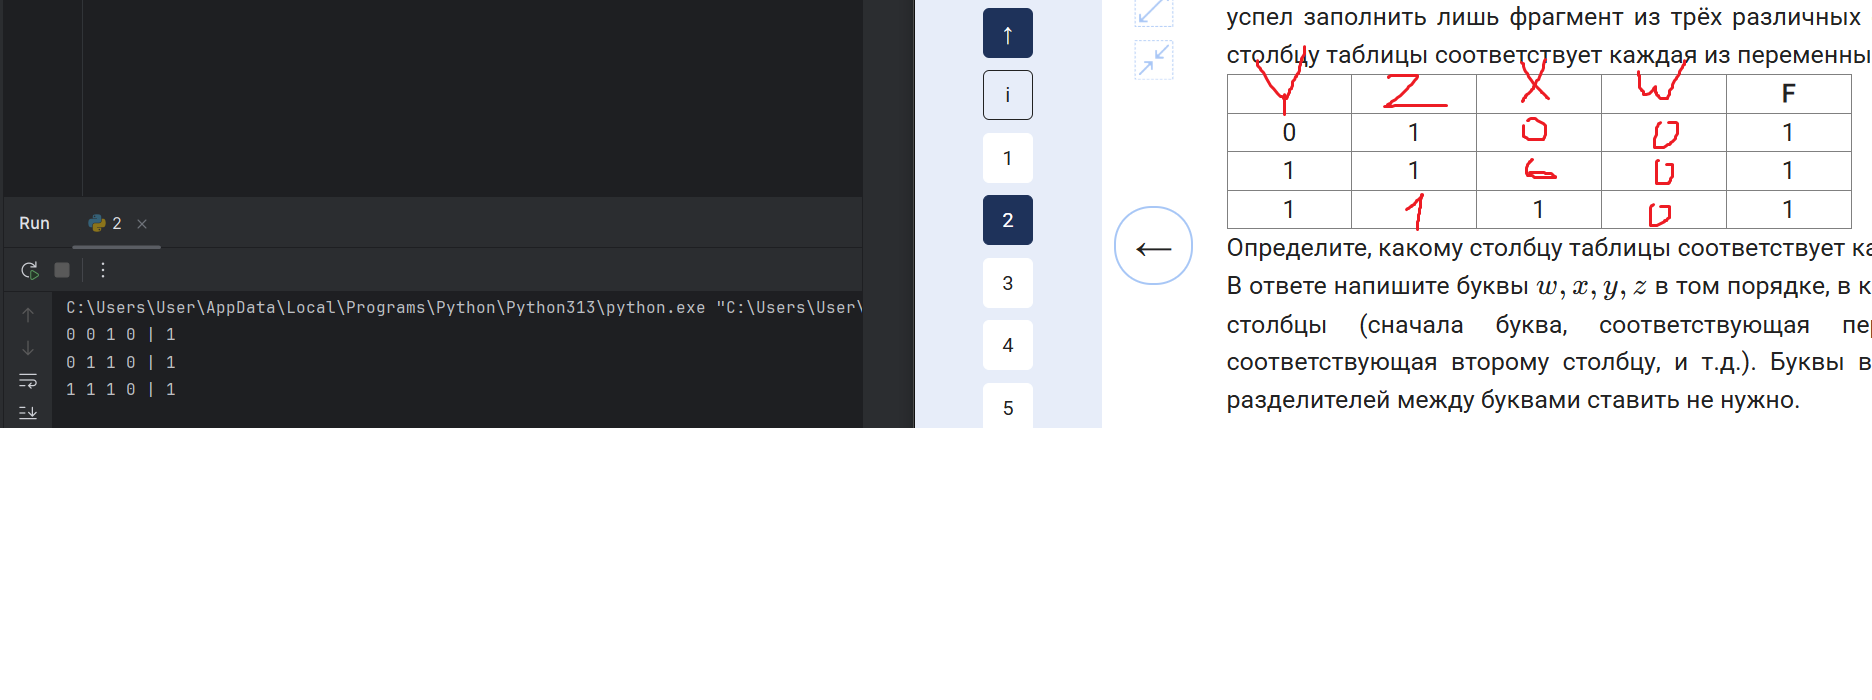 Run
2
C:\Users\User\AppData\Local\Programs\Python\Python313\python.exe "C:\Users\User\
0 0 1 0 | 1
0 1 1 0 | 1
1 1 1 0 | 1
↑
i
1
2
3
4
5
←
успел заполнить лишь фрагмент из трёх различных
столбцу таблицы соответствует каждая из переменны
Y Z X W F
0 1 0 0 1
1 1 0 1
1 1 1 0 1
Определите, какому столбцу таблицы соответствует ка
В ответе напишите буквы w, x, y, z в том порядке, в к
столбцы (сначала буква, соответствующая пер
соответствующая второму столбцу, и т.д.). Буквы в
разделителей между буквами ставить не нужно.